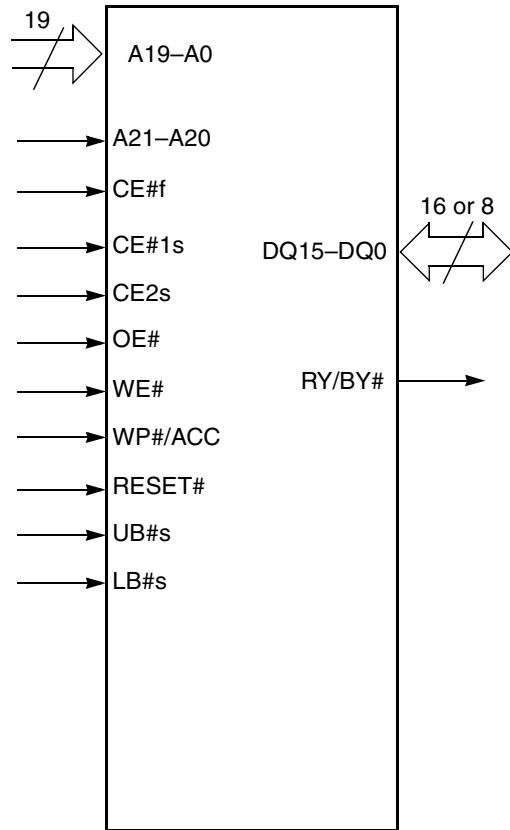 19
A19–A0
A21–A20
CE#f
16 or 8
CE#1s
DQ15–DQ0
CE2s
OE#
RY/BY#
WE#
WP#/ACC
RESET#
UB#s
LB#s